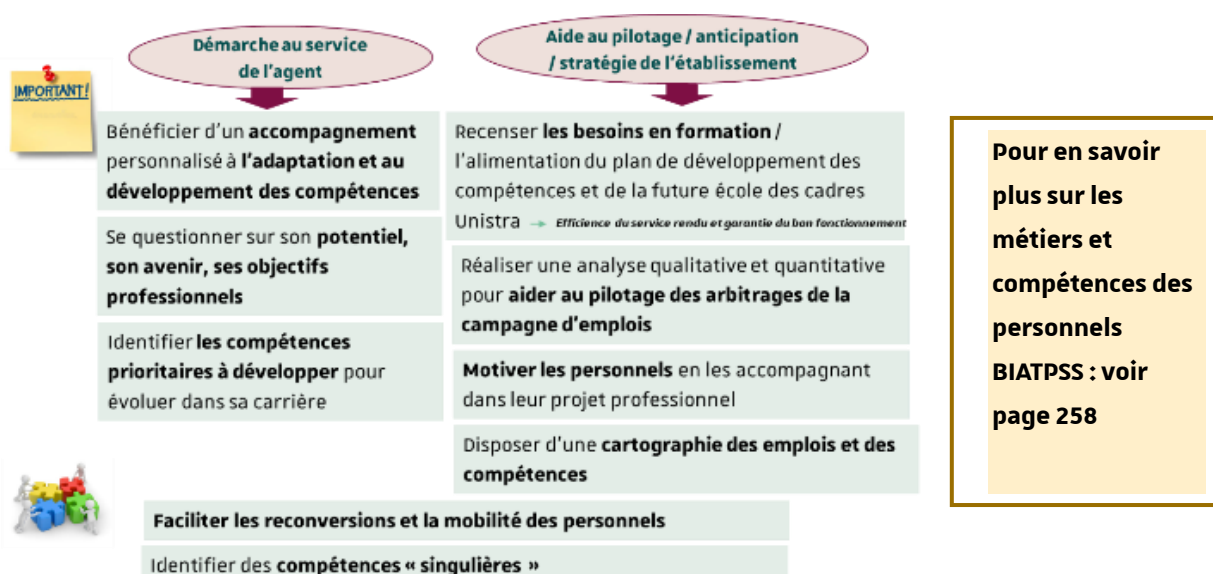 Démarche au service
de l'agent
Aide au pilotage / anticipation
/ stratégie de l'établissement
IMPORTANT!
Bénéficier d'un accompagnement
personnalisé à l'adaptation et au
développement des compétences
Se questionner sur son potentiel,
son avenir, ses objectifs
professionnels
Identifier les compétences
prioritaires à développer pour
évoluer dans sa carrière
Recenser les besoins en formation /
l'alimentation du plan de développement des
compétences et de la future école des cadres
Unistra → Efficience du service rendu et garantie du bon fonctionnement
Réaliser une analyse qualitative et quantitative
pour aider au pilotage des arbitrages de la
campagne d'emplois
Motiver les personnels en les accompagnant
dans leur projet professionnel
Disposer d'une cartographie des emplois et des
compétences
Faciliter les reconversions et la mobilité des personnels
Identifier des compétences « singulières »
Pour en savoir
plus sur les
métiers et
compétences des
personnels
BIATPSS : voir
page 258